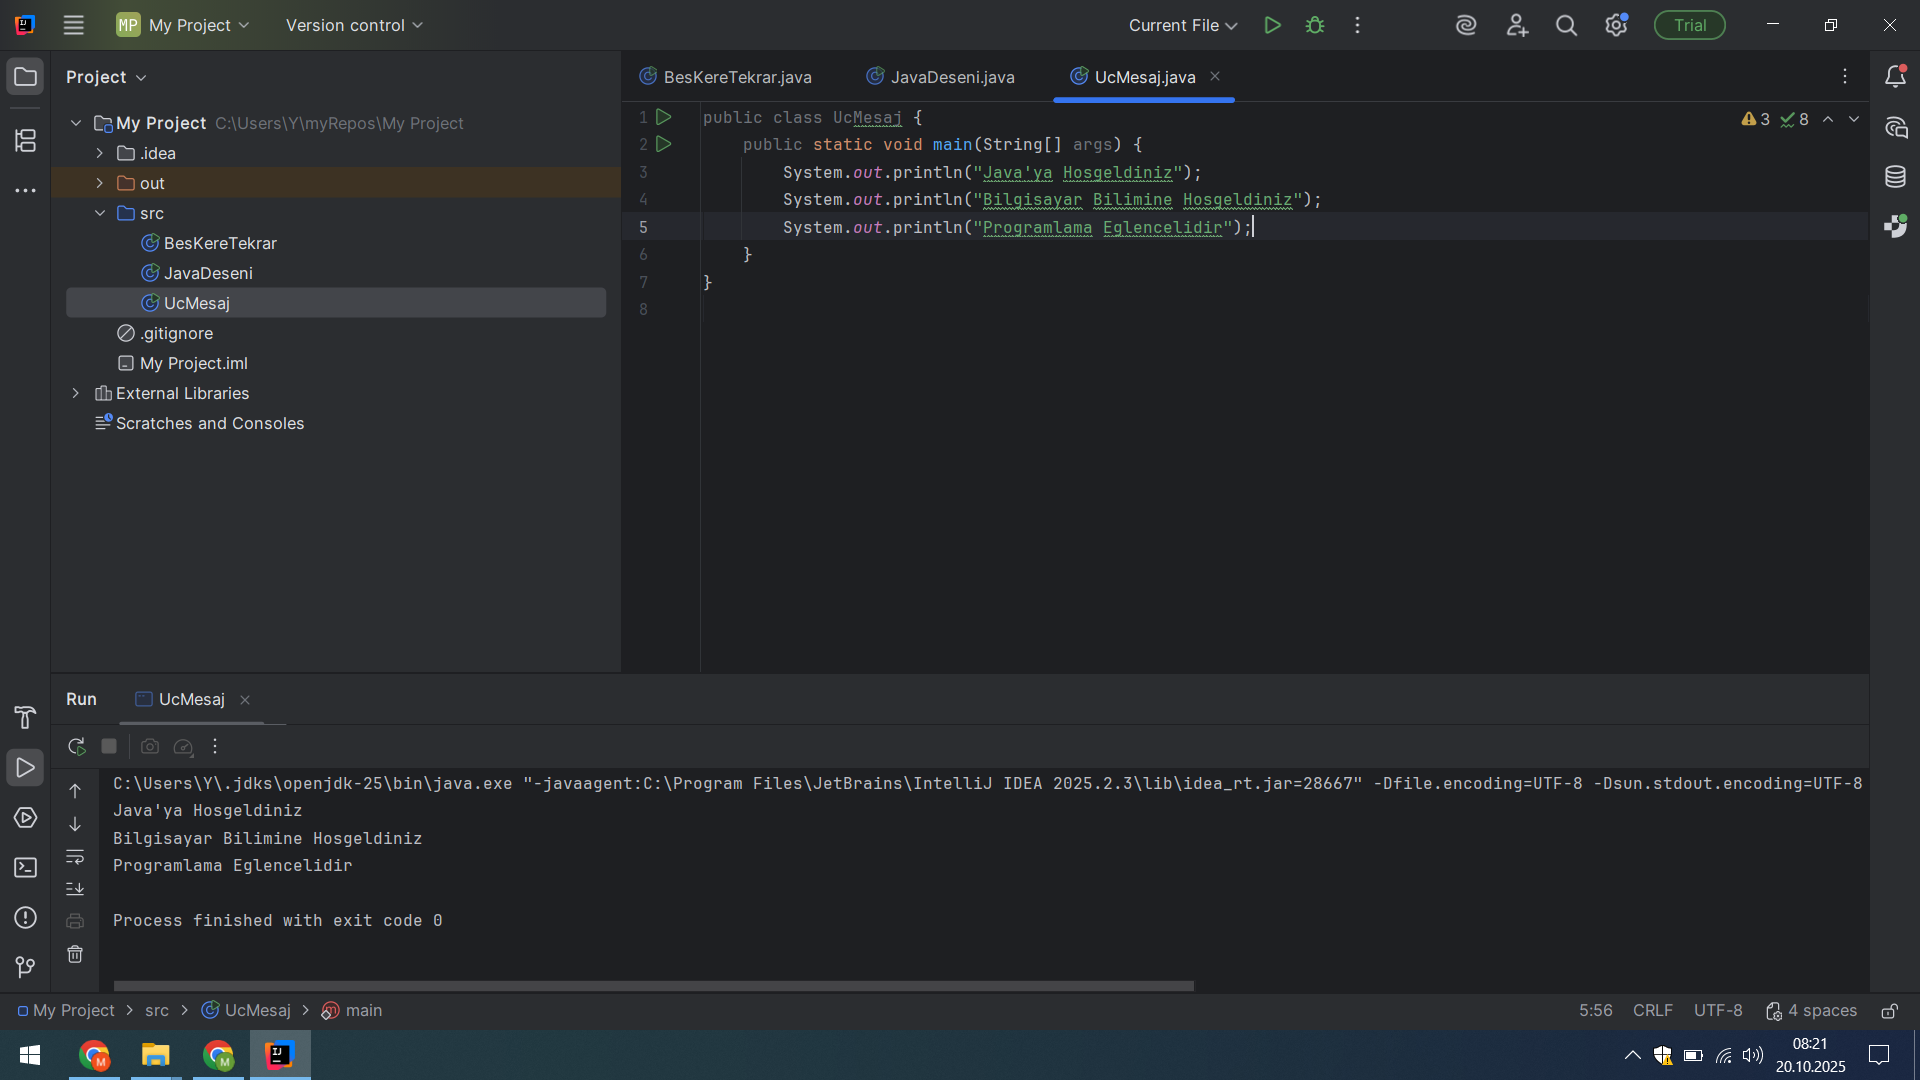 MP My Project
Version control
Current File
Trial
Project
My Project C:\Users\Y\myRepos\My Project
.idea
out
src
BesKereTekrar
JavaDeseni
UcMesaj
.gitignore
My Project.iml
External Libraries
Scratches and Consoles
BesKereTekrar.java
JavaDeseni.java
UcMesaj.java
3 8
1 public class UcMesaj {
2 public static void main(String[] args) {
3 System.out.println("Java'ya Hosgeldiniz");
4 System.out.println("Bilgisayar Bilimine Hosgeldiniz");
5 System.out.println("Programlama Eglencelidir");
6 }
7 }
8
Run
UcMesaj
C:\Users\Y\.jdks\openjdk-25\bin\java.exe "-javaagent:C:\Program Files\JetBrains\IntelliJ IDEA 2025.2.3\lib\idea_rt.jar=28667" -Dfile.encoding=UTF-8 -Dsun.stdout.encoding=UTF-8
Java'ya Hosgeldiniz
Bilgisayar Bilimine Hosgeldiniz
Programlama Eglencelidir
Process finished with exit code 0
My Project > src > UcMesaj > main
5:56 CRLF UTF-8 4 spaces
08:21
20.10.2025